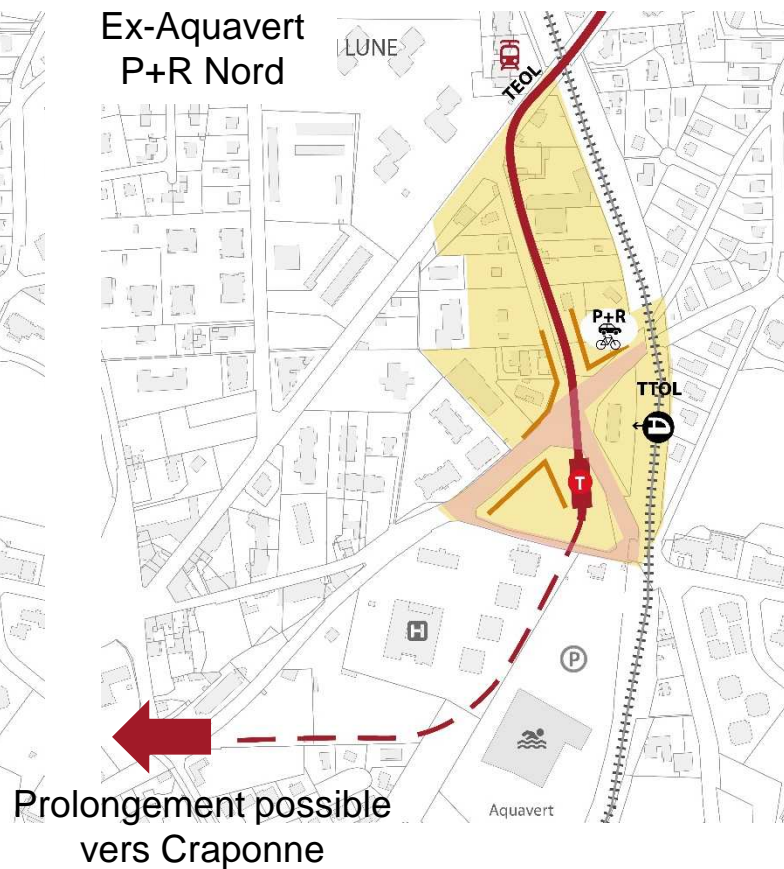 Ex-Aquavert
P+R Nord
LUNE
TEOL
P+R
TTOL
T
H
P
Aquavert
Prolongement possible
vers Craponne